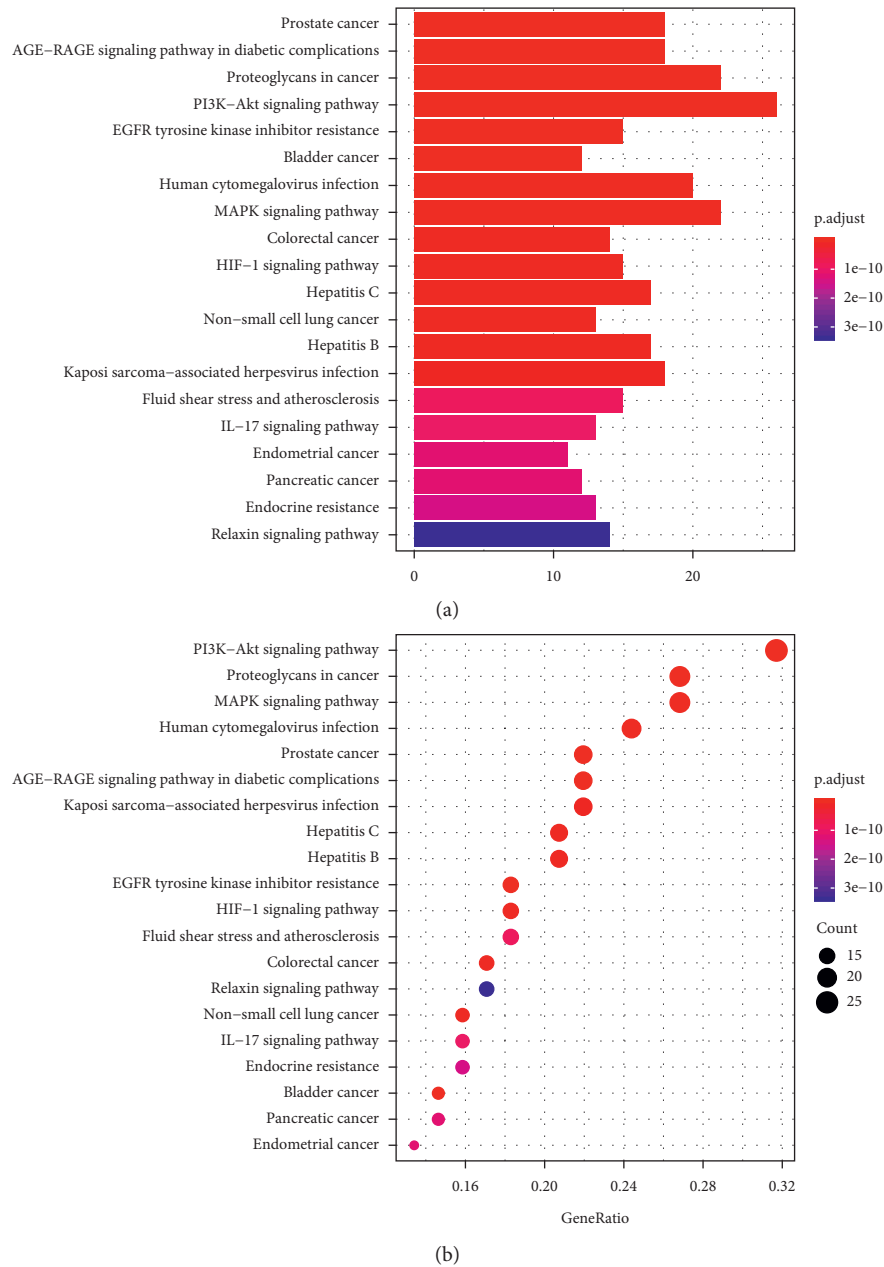 Prostate cancer
AGE−RAGE signaling pathway in diabetic complications
Proteoglycans in cancer
PI3K−Akt signaling pathway
EGFR tyrosine kinase inhibitor resistance
Bladder cancer
Human cytomegalovirus infection
MAPK signaling pathway
Colorectal cancer
HIF−1 signaling pathway
Hepatitis C
Non−small cell lung cancer
Hepatitis B
Kaposi sarcoma−associated herpesvirus infection
Fluid shear stress and atherosclerosis
IL−17 signaling pathway
Endometrial cancer
Pancreatic cancer
Endocrine resistance
Relaxin signaling pathway
0 10 20
p.adjust
1e−10
2e−10
3e−10
(a)
PI3K−Akt signaling pathway
Proteoglycans in cancer
MAPK signaling pathway
Human cytomegalovirus infection
Prostate cancer
AGE−RAGE signaling pathway in diabetic complications
Kaposi sarcoma−associated herpesvirus infection
Hepatitis C
Hepatitis B
EGFR tyrosine kinase inhibitor resistance
HIF−1 signaling pathway
Fluid shear stress and atherosclerosis
Colorectal cancer
Relaxin signaling pathway
Non−small cell lung cancer
IL−17 signaling pathway
Endocrine resistance
Bladder cancer
Pancreatic cancer
Endometrial cancer
0.16 0.20 0.24 0.28 0.32
GeneRatio
p.adjust
1e−10
2e−10
3e−10
Count
15
20
25
(b)